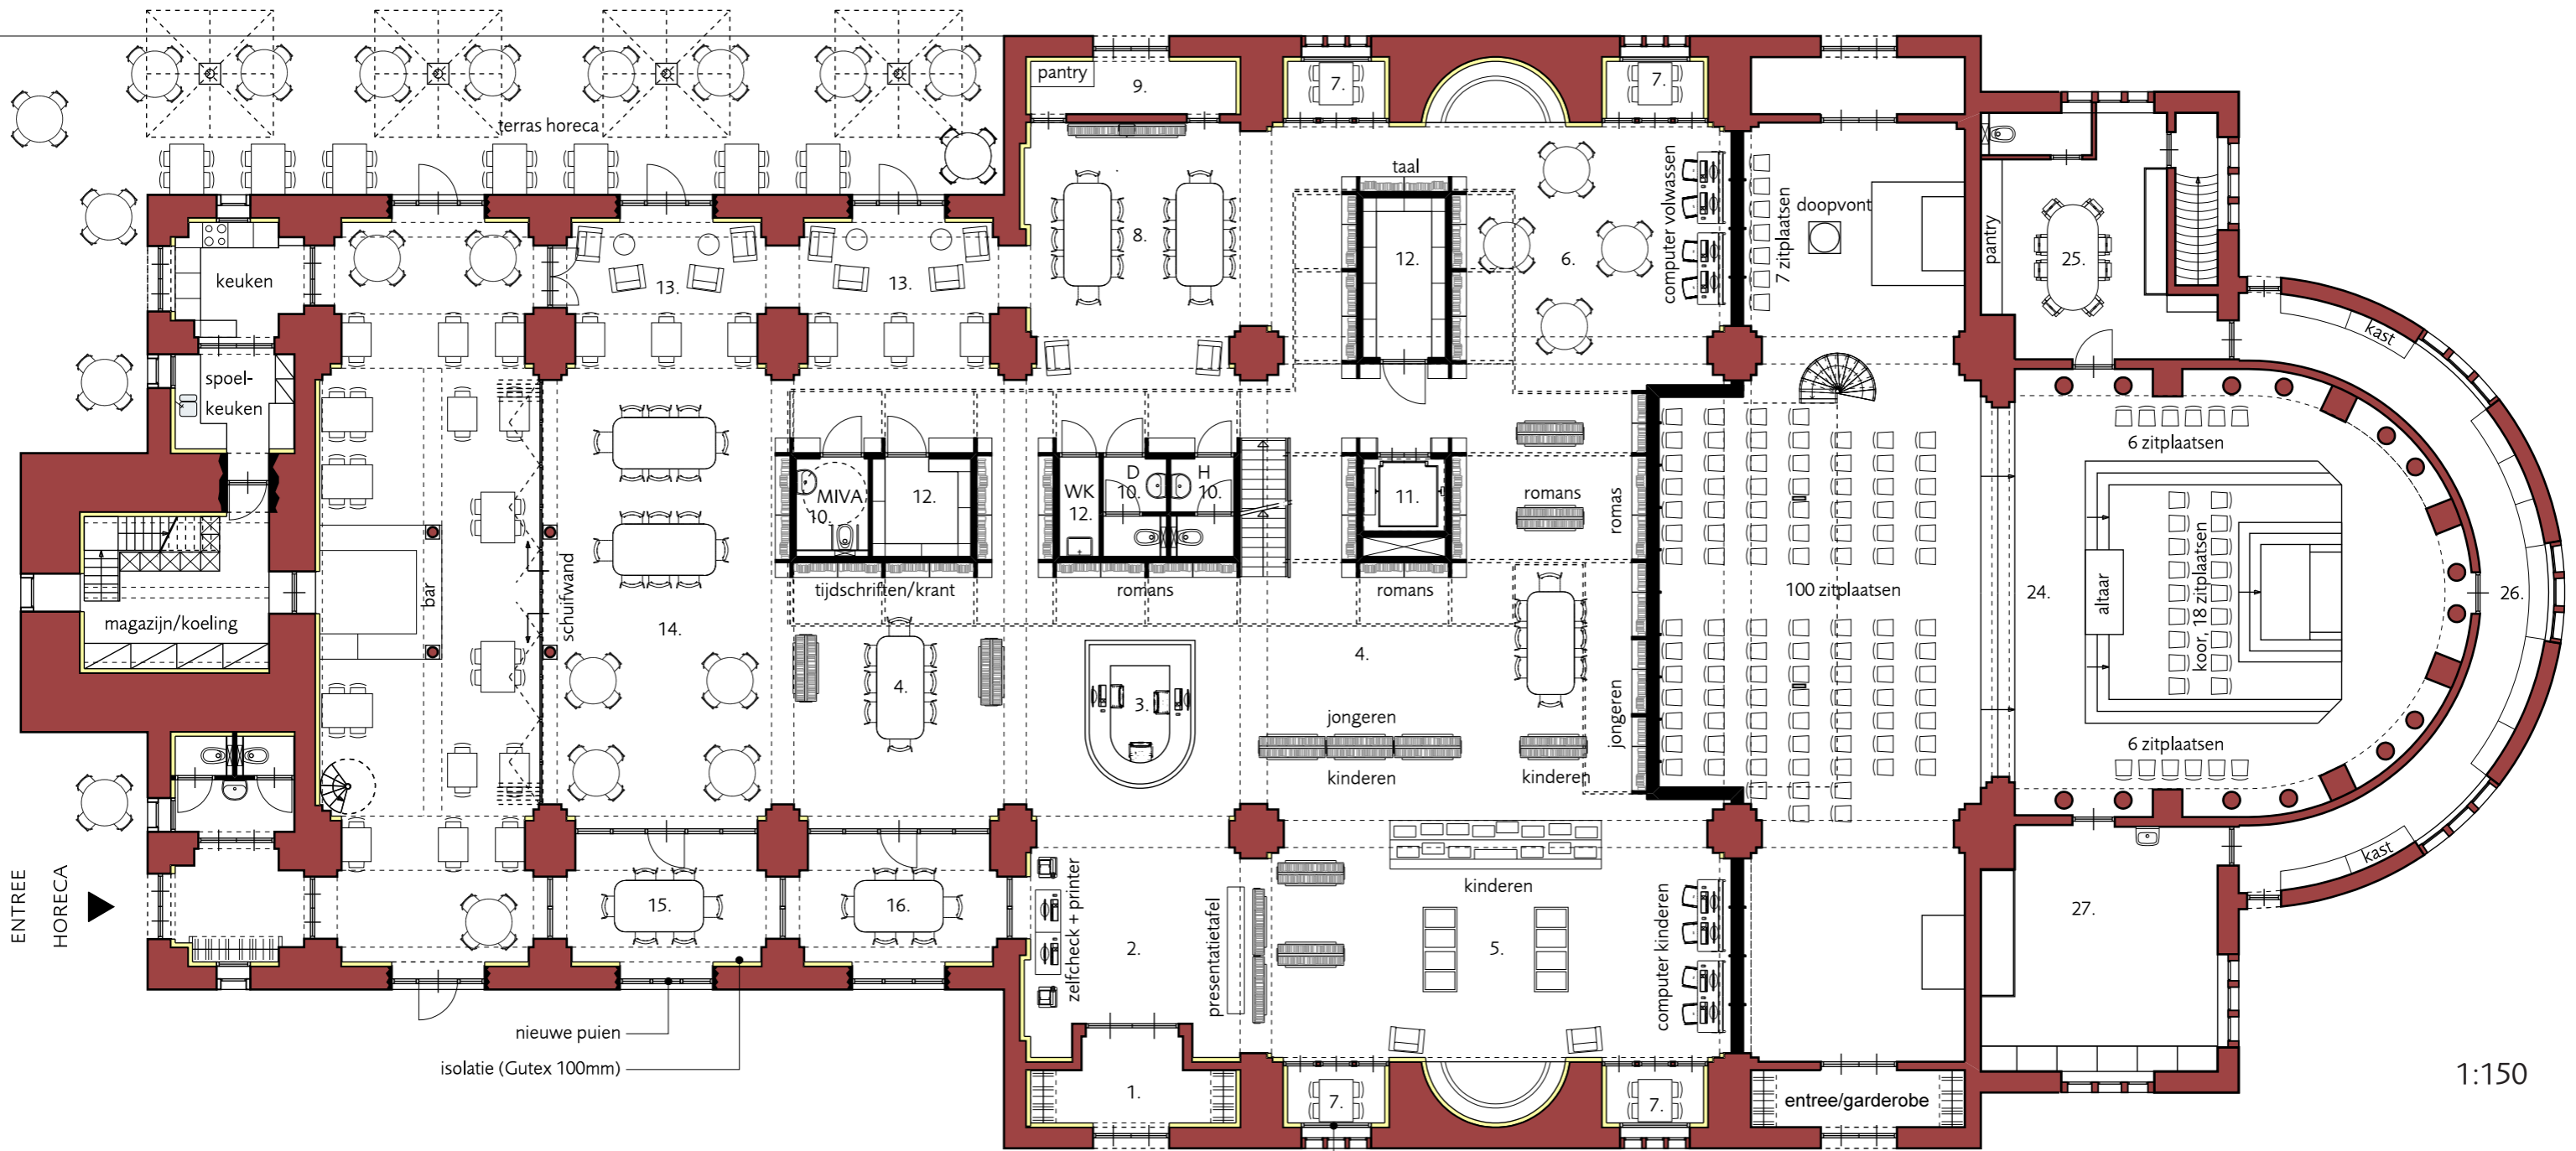 pantry
9.
7.
7.
terras horeca
taal
computer volwassen
7 zitplaatsen
doopvont
pantry
25.
keuken
13.
13.
8.
12.
6.
kast
spoel-
keuken
6 zitplaatsen
MIVA
10.
12.
WK
12.
D
10.
H
10.
11.
romans
romas
magazijn/koeling
bar
schuifwand
tijdschriften/krant
romans
romans
100 zitplaatsen
24.
altaar
koor, 18 zitplaatsen
26.
14.
4.
3.
4.
jongeren
kinderen
jongeren
kinderen
6 zitplaatsen
kast
ENTREE
HORECA
15.
16.
zelfcheck + printer
2.
presentatietafel
kinderen
5.
computer kinderen
27.
nieuwe puien
isolatie (Gutex 100mm)
1.
7.
7.
entree/garderobe
1:150